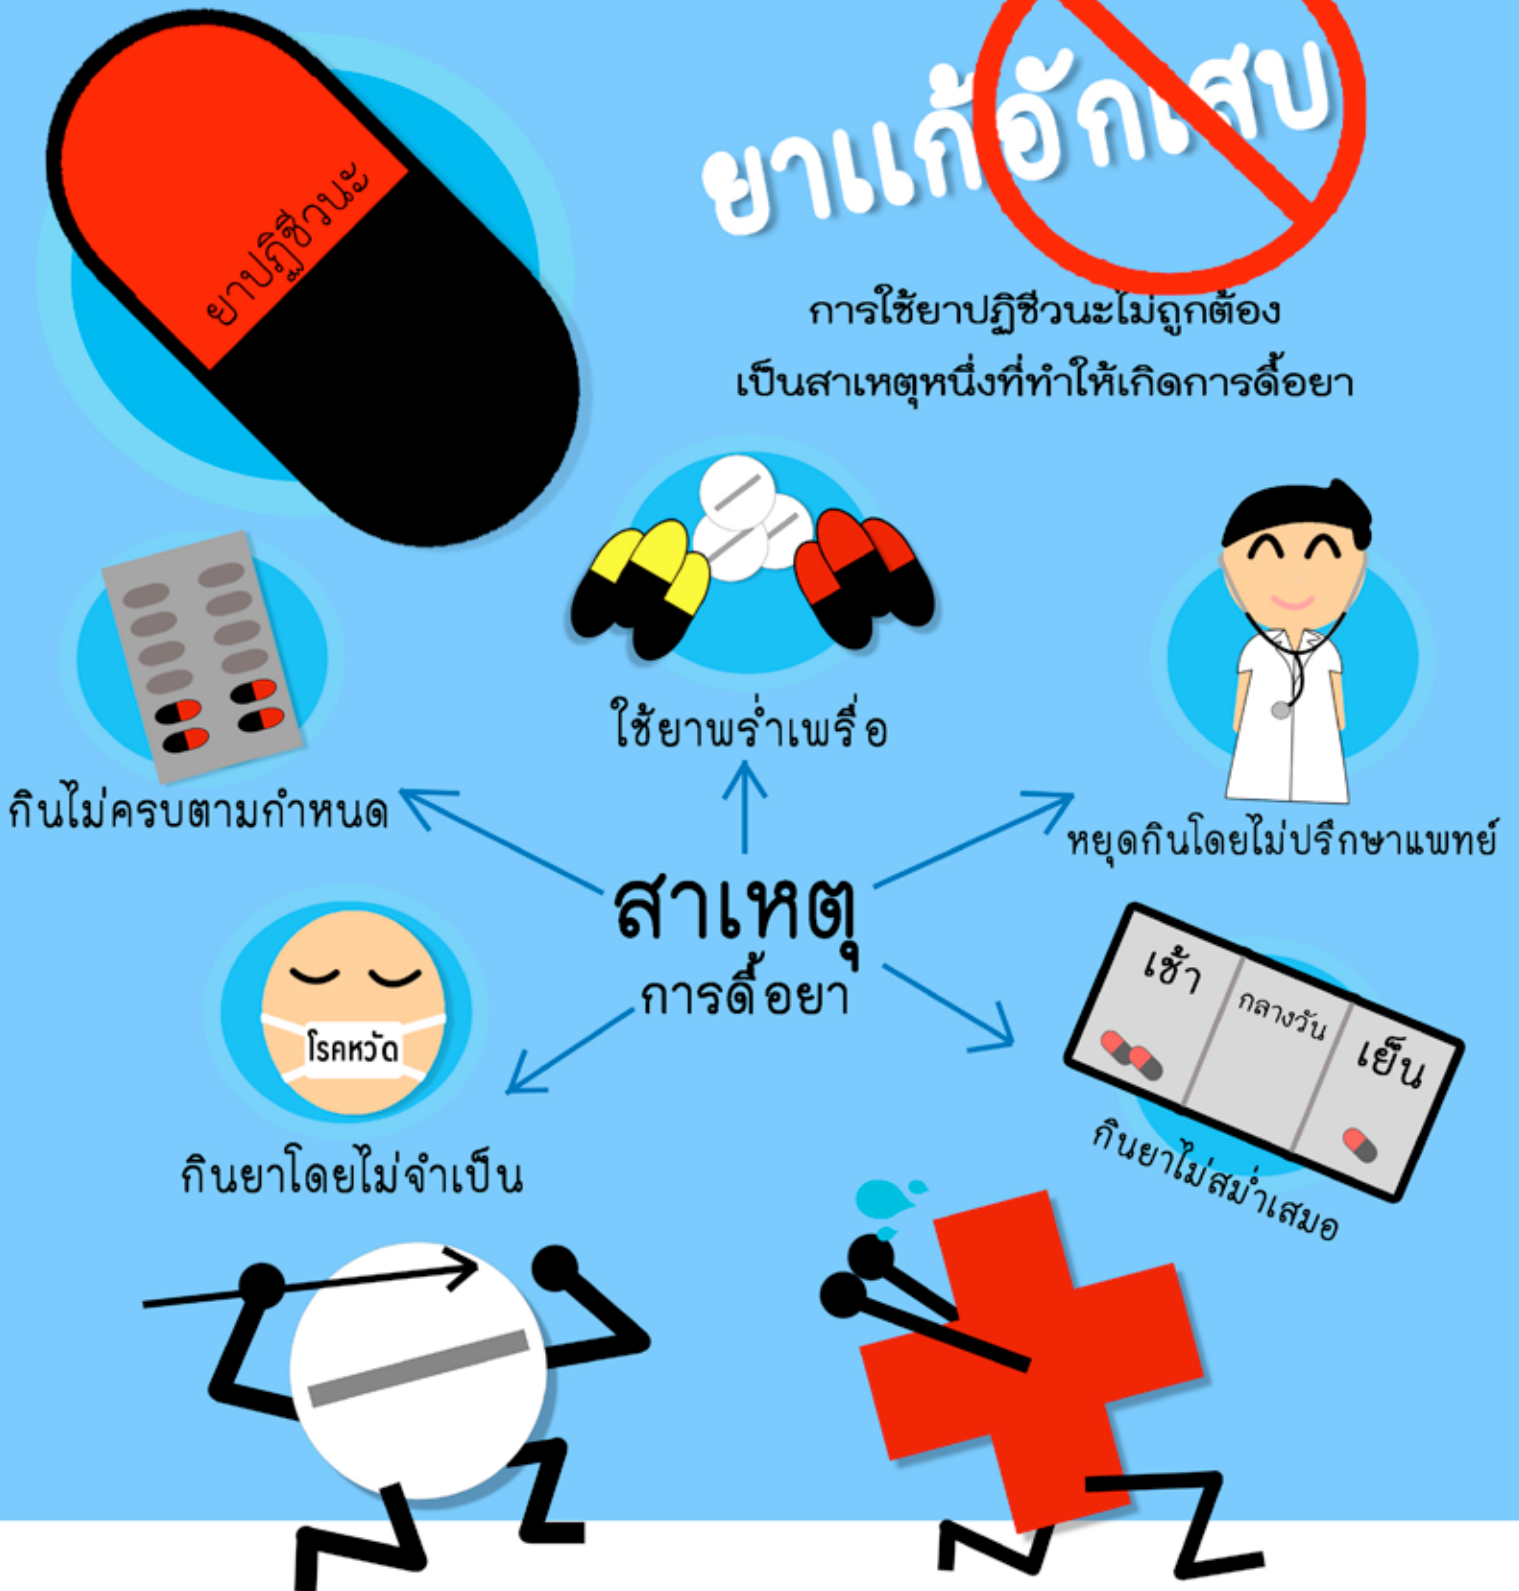 ยาปฏิชีวนะ
ยาแก้อักเสบ
การใช้ยาปฏิชีวนะไม่ถูกต้อง
เป็นสาเหตุหนึ่งที่ทำให้เกิดการดื้อยา
ใช้ยาพร่ำเพรื่อ
กินไม่ครบตามกำหนด
หยุดกินโดยไม่ปรึกษาแพทย์
สาเหตุ
การดื้อยา
โรคหวัด
กินยาโดยไม่จำเป็น
เช้า
กลางวัน
เย็น
กินยาไม่สม่ำเสมอ